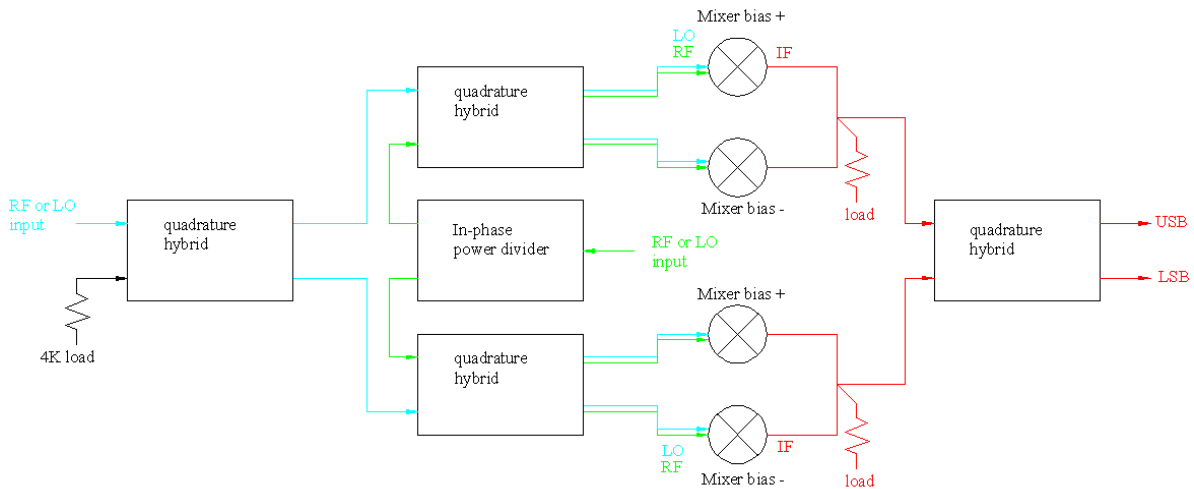 Mixer bias +
LO
RF
IF
quadrature
hybrid
load
Mixer bias -
RF or LO
input
quadrature
hybrid
In-phase
power divider
RF or LO
input
quadrature
hybrid
USB
LSB
4K load
Mixer bias +
quadrature
hybrid
LO
RF
IF
Mixer bias -
load